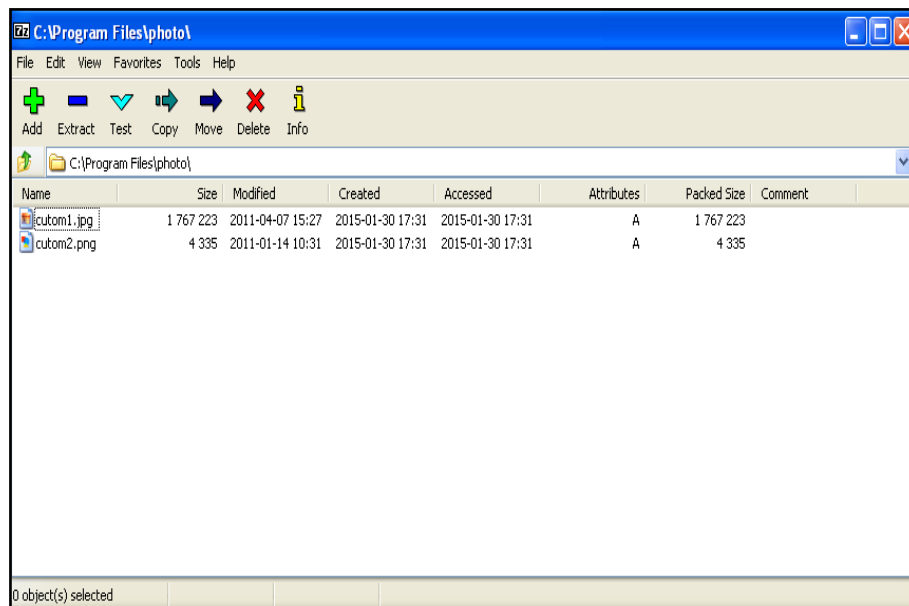 7z C:\Program Files\photo\
File Edit View Favorites Tools Help
Add Extract Test Copy Move Delete Info
C:\Program Files\photo\
Name Size Modified Created Accessed Attributes Packed Size Comment
cutom1.jpg 1 767 223 2011-04-07 15:27 2015-01-30 17:31 2015-01-30 17:31 A 1 767 223
cutom2.png 4 335 2011-01-14 10:31 2015-01-30 17:31 2015-01-30 17:31 A 4 335
0 object(s) selected